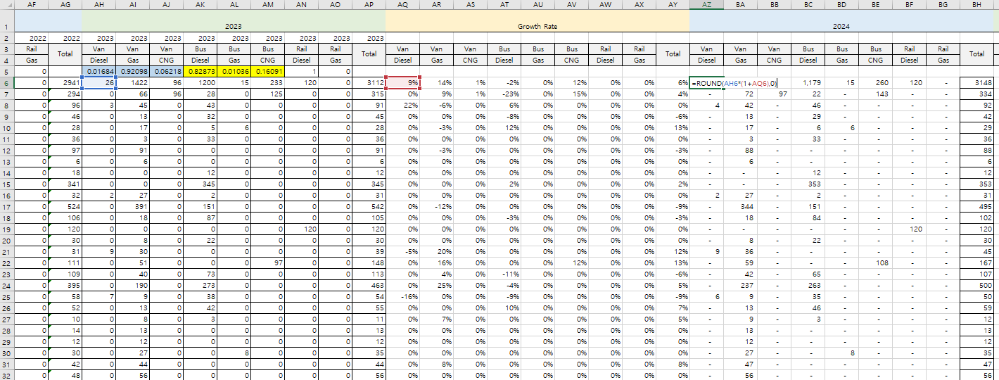 AF AG AH AI AJ AK AL AM AN AO AP AQ AR AS AT AU AV AW AX AY AZ BA BB BC BD BE BF BG BH
1 2023 Growth Rate 2024
2 2022 2022 2023 2023 2023 2023 2023 2023 2023 2023 2023
3 Rail Total Van Van Van Bus Bus Bus Rail Rail Total Van Van Van Bus Bus Bus Rail Rail Total Van Van Van Bus Bus Bus Rail Rail Total
4 Gas Diesel Gas CNG Diesel Gas CNG Diesel Gas Diesel Gas CNG Diesel Gas CNG Diesel Gas Diesel Gas CNG Diesel Gas CNG Diesel Gas
5 0 0.01684 0.92098 0.06218 0.82873 0.01036 0.16091 1 0
6 0 2941 26 1422 96 1200 15 233 120 0 3112 9% 14% 1% -2% 0% 12% 0% 0% 6% =ROUND(AH6*(1+AQ6),0) 1,179 15 260 120 - 3148
7 0 294 0 66 96 28 0 125 0 0 315 0% 9% 1% -23% 0% 15% 0% 0% 4% - 72 97 22 - 143 - - 334
8 0 96 3 45 0 43 0 0 0 0 91 22% -6% 0% 6% 0% 0% 0% 0% 0% 4 42 - 46 - - - - 92
9 0 46 0 13 0 32 0 0 0 0 45 0% 0% 0% -8% 0% 0% 0% 0% -6% - 13 - 29 - - - - 42
10 0 28 0 17 0 5 6 0 0 0 28 0% -3% 0% 12% 0% 0% 0% 0% 13% - 17 - 6 6 - - - 29
11 0 36 0 3 0 33 0 0 0 0 36 0% 0% 0% 0% 0% 0% 0% 0% 0% - 3 - 33 - - - - 36
12 0 97 0 91 0 0 0 0 0 0 91 0% -3% 0% 0% 0% 0% 0% 0% -3% - 88 - - - - - - 88
13 0 6 0 6 0 0 0 0 0 0 6 0% 0% 0% 0% 0% 0% 0% 0% 0% - 6 - - - - - - 6
14 0 18 0 0 0 12 0 0 0 0 12 0% 0% 0% 0% 0% 0% 0% 0% 0% - - - 12 - - - - 12
15 0 341 0 0 0 345 0 0 0 0 345 0% 0% 0% 2% 0% 0% 0% 0% 2% - - - 353 - - - - 353
16 0 32 2 27 0 2 0 0 0 0 31 0% 0% 0% 0% 0% 0% 0% 0% 0% 2 27 - 2 - - - - 31
17 0 524 0 391 0 151 0 0 0 0 542 0% -12% 0% 0% 0% 0% 0% 0% -9% - 344 - 151 - - - - 495
18 0 106 0 18 0 87 0 0 0 0 105 0% 0% 0% -3% 0% 0% 0% 0% -3% - 18 - 84 - - - - 102
19 0 120 0 0 0 0 0 0 120 0 120 0% 0% 0% 0% 0% 0% 0% 0% 0% - - - - - - 120 - 120
20 0 30 0 8 0 22 0 0 0 0 30 0% 0% 0% 0% 0% 0% 0% 0% 0% - 8 - 22 - - - - 30
21 0 31 9 30 0 0 0 0 0 0 39 -5% 20% 0% 0% 0% 0% 0% 0% 12% 9 36 - - - - - - 45
22 0 111 0 51 0 0 0 97 0 0 148 0% 16% 0% 0% 0% 12% 0% 0% 13% - 59 - - - 108 - - 167
23 0 109 0 40 0 73 0 0 0 0 113 0% 4% 0% -11% 0% 0% 0% 0% -6% - 42 - 65 - - - - 107
24 0 395 0 190 0 273 0 0 0 0 463 0% 25% 0% -4% 0% 0% 0% 0% 5% - 237 - 263 - - - - 500
25 0 58 7 9 0 38 0 0 0 0 54 -16% 0% 0% -9% 0% 0% 0% 0% -9% 6 9 - 35 - - - - 50
26 0 52 0 13 0 42 0 0 0 0 55 0% 0% 0% 10% 0% 0% 0% 0% 7% - 13 - 46 - - - - 59
27 0 10 0 8 0 3 0 0 0 0 11 0% 7% 0% 0% 0% 0% 0% 0% 5% - 9 - 3 - - - - 12
28 0 14 0 13 0 0 0 0 0 0 13 0% 0% 0% 0% 0% 0% 0% 0% 0% - 13 - - - - - - 13
29 0 12 0 12 0 0 0 0 0 0 12 0% 0% 0% 0% 0% 0% 0% 0% 0% - 12 - - - - - - 12
30 0 30 0 27 0 0 8 0 0 0 35 0% 0% 0% 0% 0% 0% 0% 0% 0% - 27 - - 8 - - - 35
31 0 42 0 44 0 0 0 0 0 0 44 0% 8% 0% 0% 0% 0% 0% 0% 8% - 47 - - - - - - 47
32 0 48 0 56 0 0 0 0 0 0 56 0% 0% 0% 0% 0% 0% 0% 0% 0% - 56 - - - - - - 56